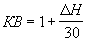 KB = 1 + ΔH/30